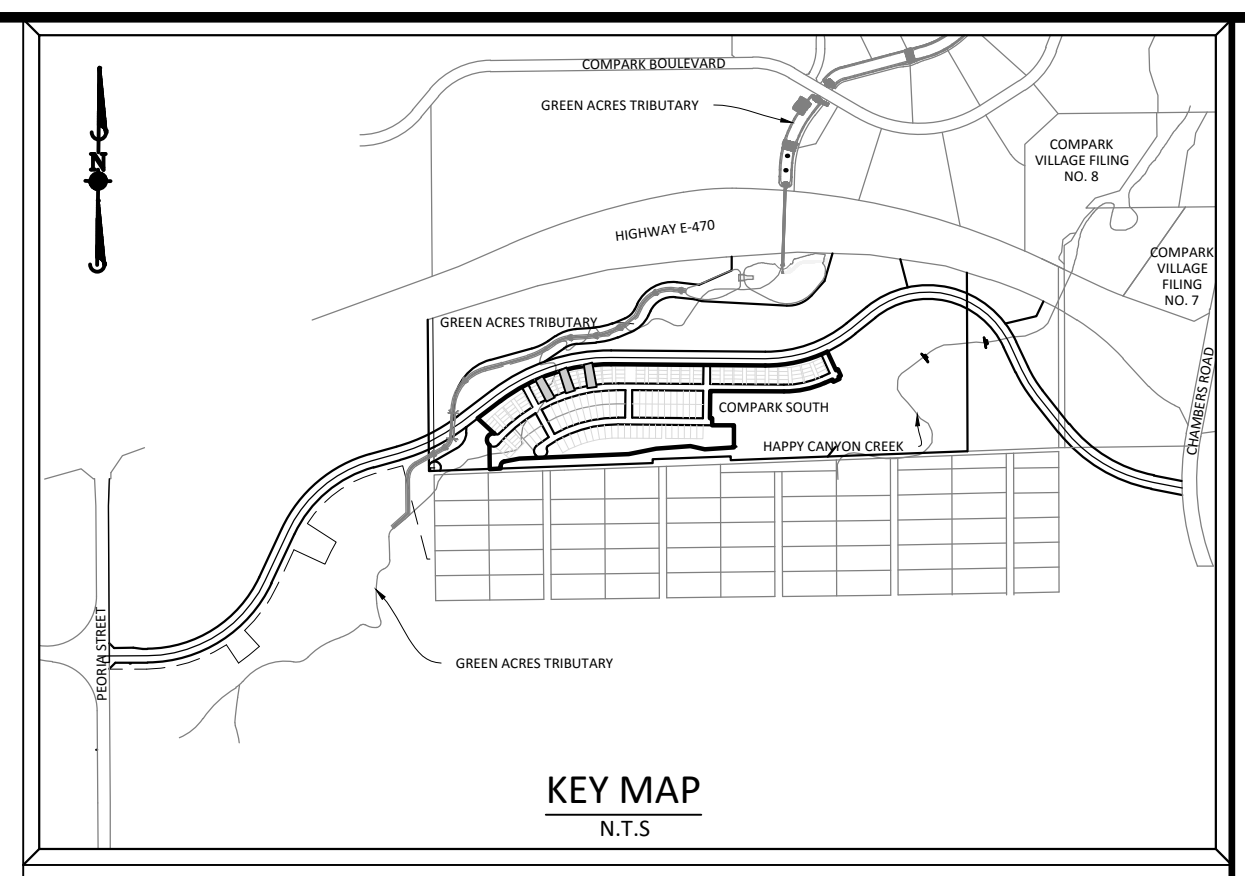 COMPARK BOULEVARD
GREEN ACRES TRIBUTARY
N
COMPARK
VILLAGE FILING
NO. 8
HIGHWAY E-470
COMPARK
VILLAGE
FILING
NO. 7
GREEN ACRES TRIBUTARY
CHAMBERS ROAD
COMPARK SOUTH
HAPPY CANYON CREEK
PEORIA STREET
GREEN ACRES TRIBUTARY
KEY MAP
N.T.S